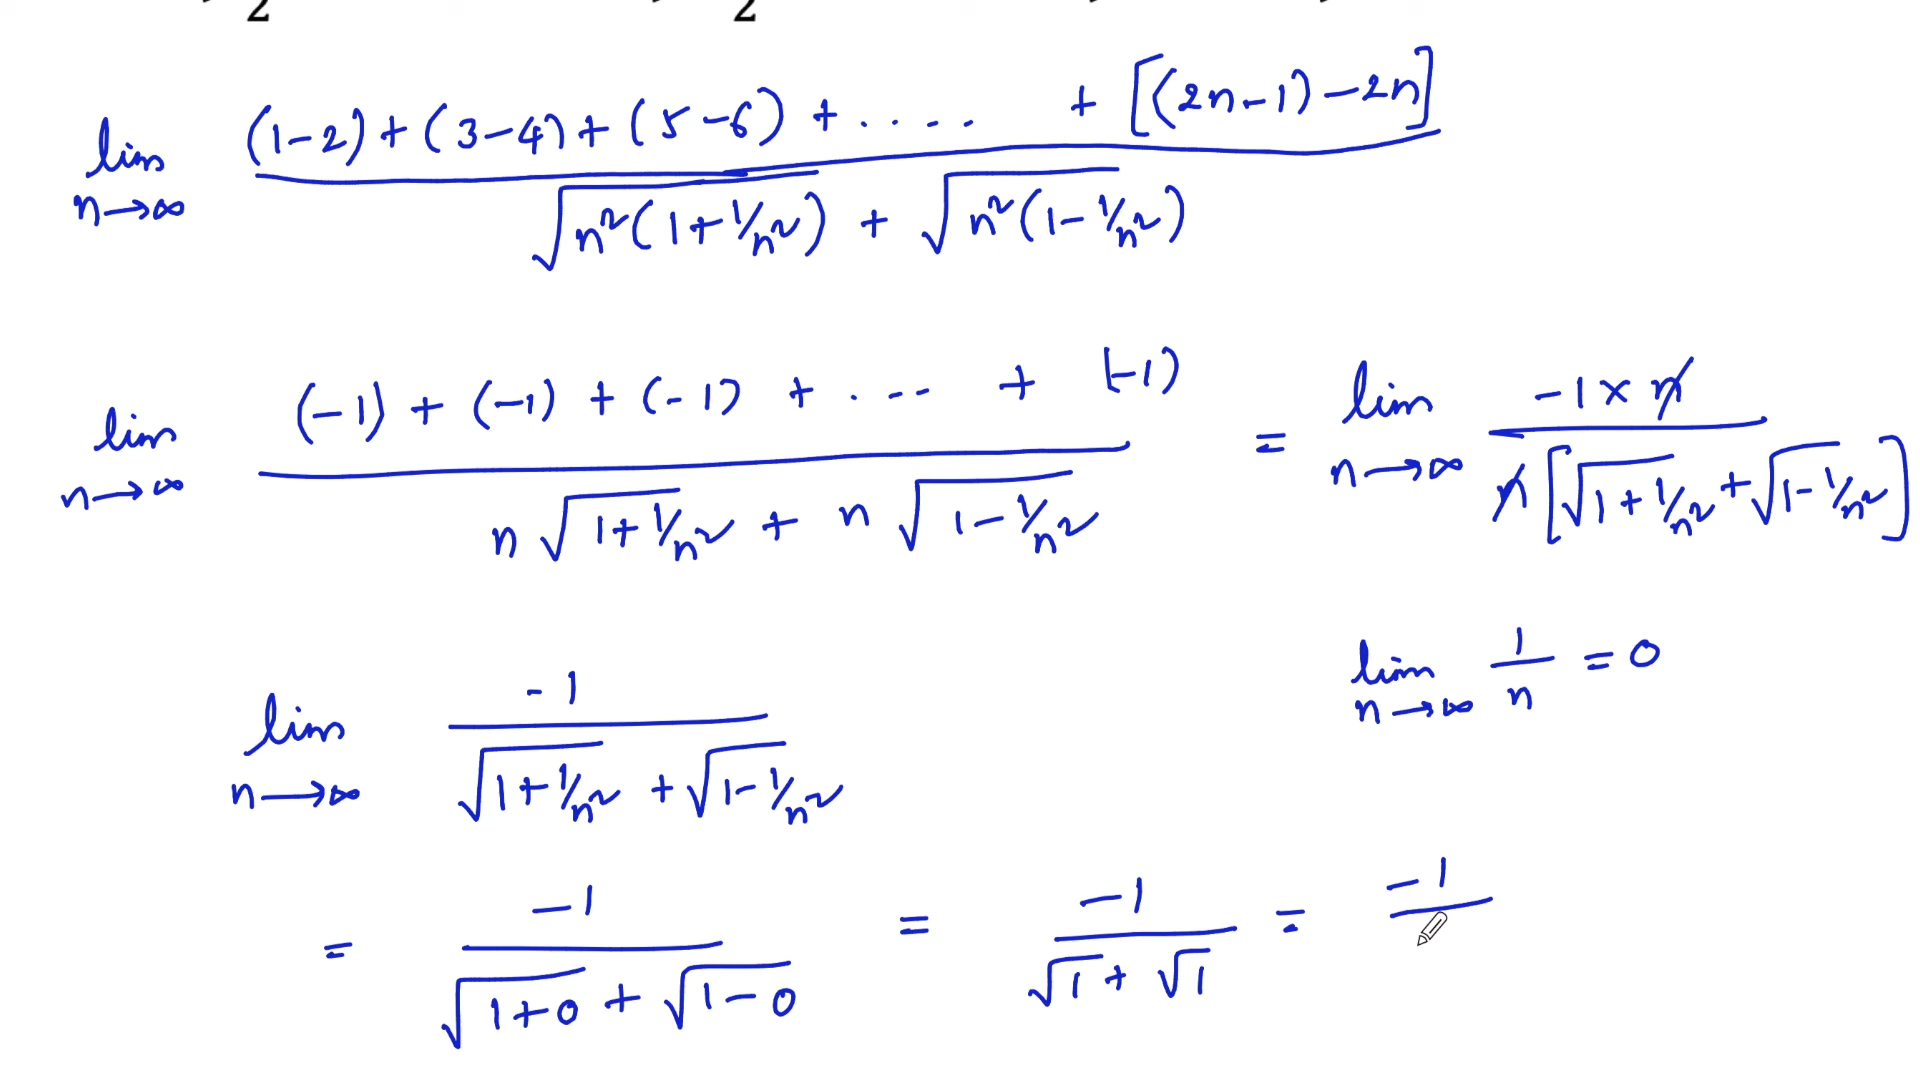 2 2
lim n→∞ (1-2)+(3-4)+(5-6)+.... + [(2n-1)-2n] / √n²(1+1/n²) + √n²(1-1/n²)
lim n→∞ (-1)+(-1)+(-1)+....+(-1) / n√1+1/n² + n√1-1/n² = lim n→∞ -1×n / n[√1+1/n²+√1-1/n²]
lim n→∞ 1/n = 0
lim n→∞ -1 / √1+1/n² + √1-1/n²
= -1 / √1+0 + √1-0 = -1 / √1 + √1 = -1